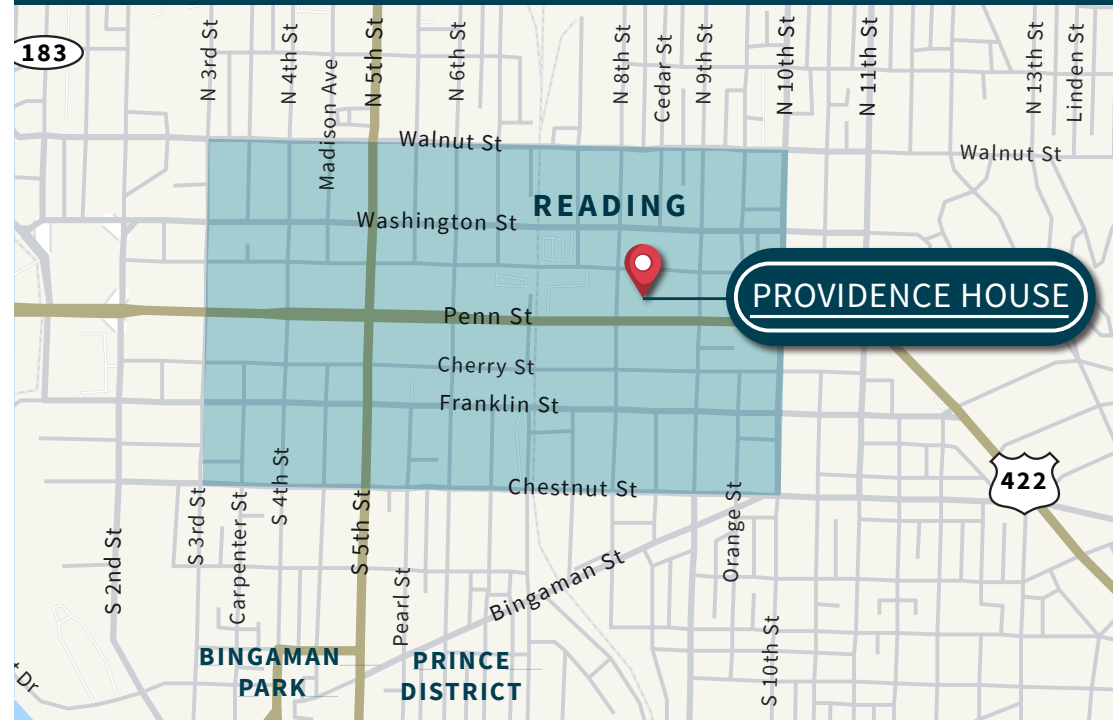 183
N 3rd St
N 4th St
Madison Ave
N 5th St
N 6th St
N 8th St
Cedar St
N 9th St
N 10th St
N 11th St
N 13th St
Linden St
Walnut St
Walnut St
READING
Washington St
PROVIDENCE HOUSE
Penn St
Cherry St
Franklin St
422
Chestnut St
S 2nd St
S 3rd St
Carpenter St
S 4th St
S 5th St
Pearl St
Bingaman St
Orange St
S 10th St
BINGAMAN
PARK
PRINCE
DISTRICT
Dr